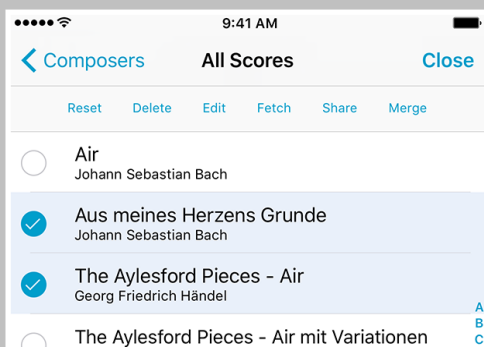 9:41 AM
Composers All Scores Close
Reset Delete Edit Fetch Share Merge
Air
Johann Sebastian Bach
Aus meines Herzens Grunde
Johann Sebastian Bach
The Aylesford Pieces - Air
Georg Friedrich Händel
A
B
The Aylesford Pieces - Air mit Variationen
C